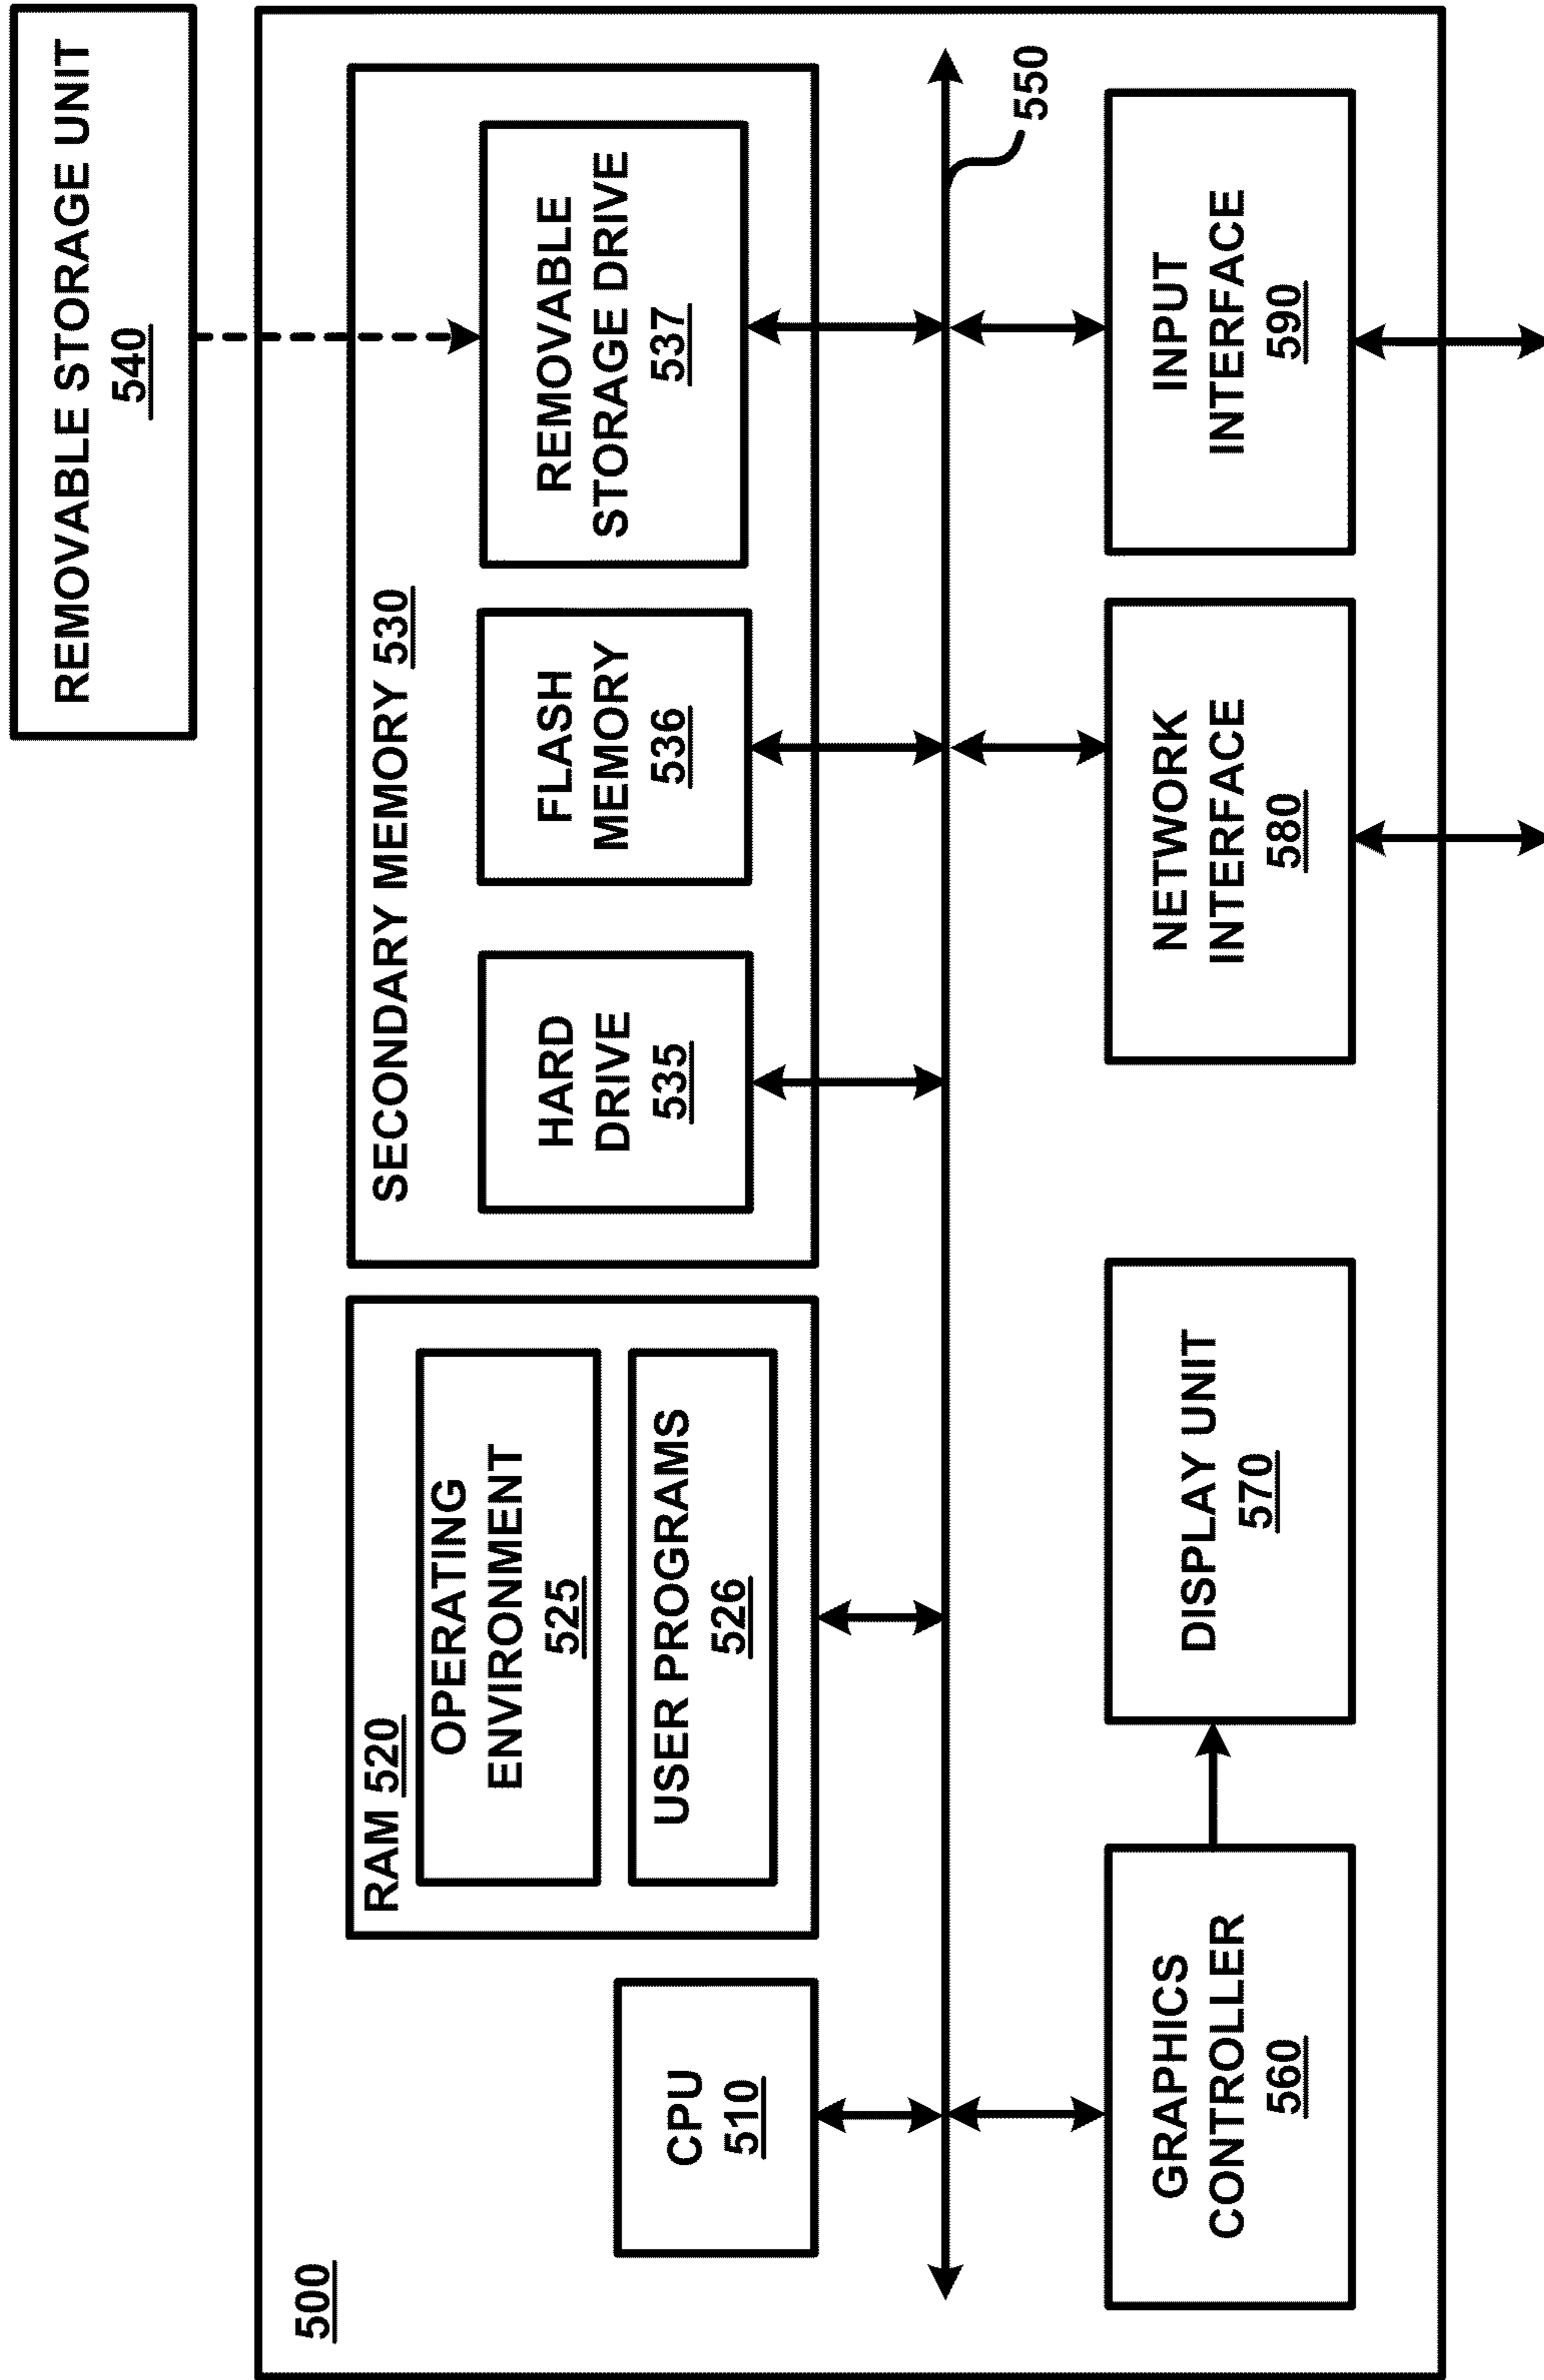 REMOVABLE STORAGE UNIT
540
500
CPU
510
RAM 520
OPERATING
ENVIRONMENT
525
USER PROGRAMS
526
SECONDARY MEMORY 530
HARD
DRIVE
535
FLASH
MEMORY
536
REMOVABLE
STORAGE DRIVE
537
550
GRAPHICS
CONTROLLER
560
DISPLAY UNIT
570
NETWORK
INTERFACE
580
INPUT
INTERFACE
590